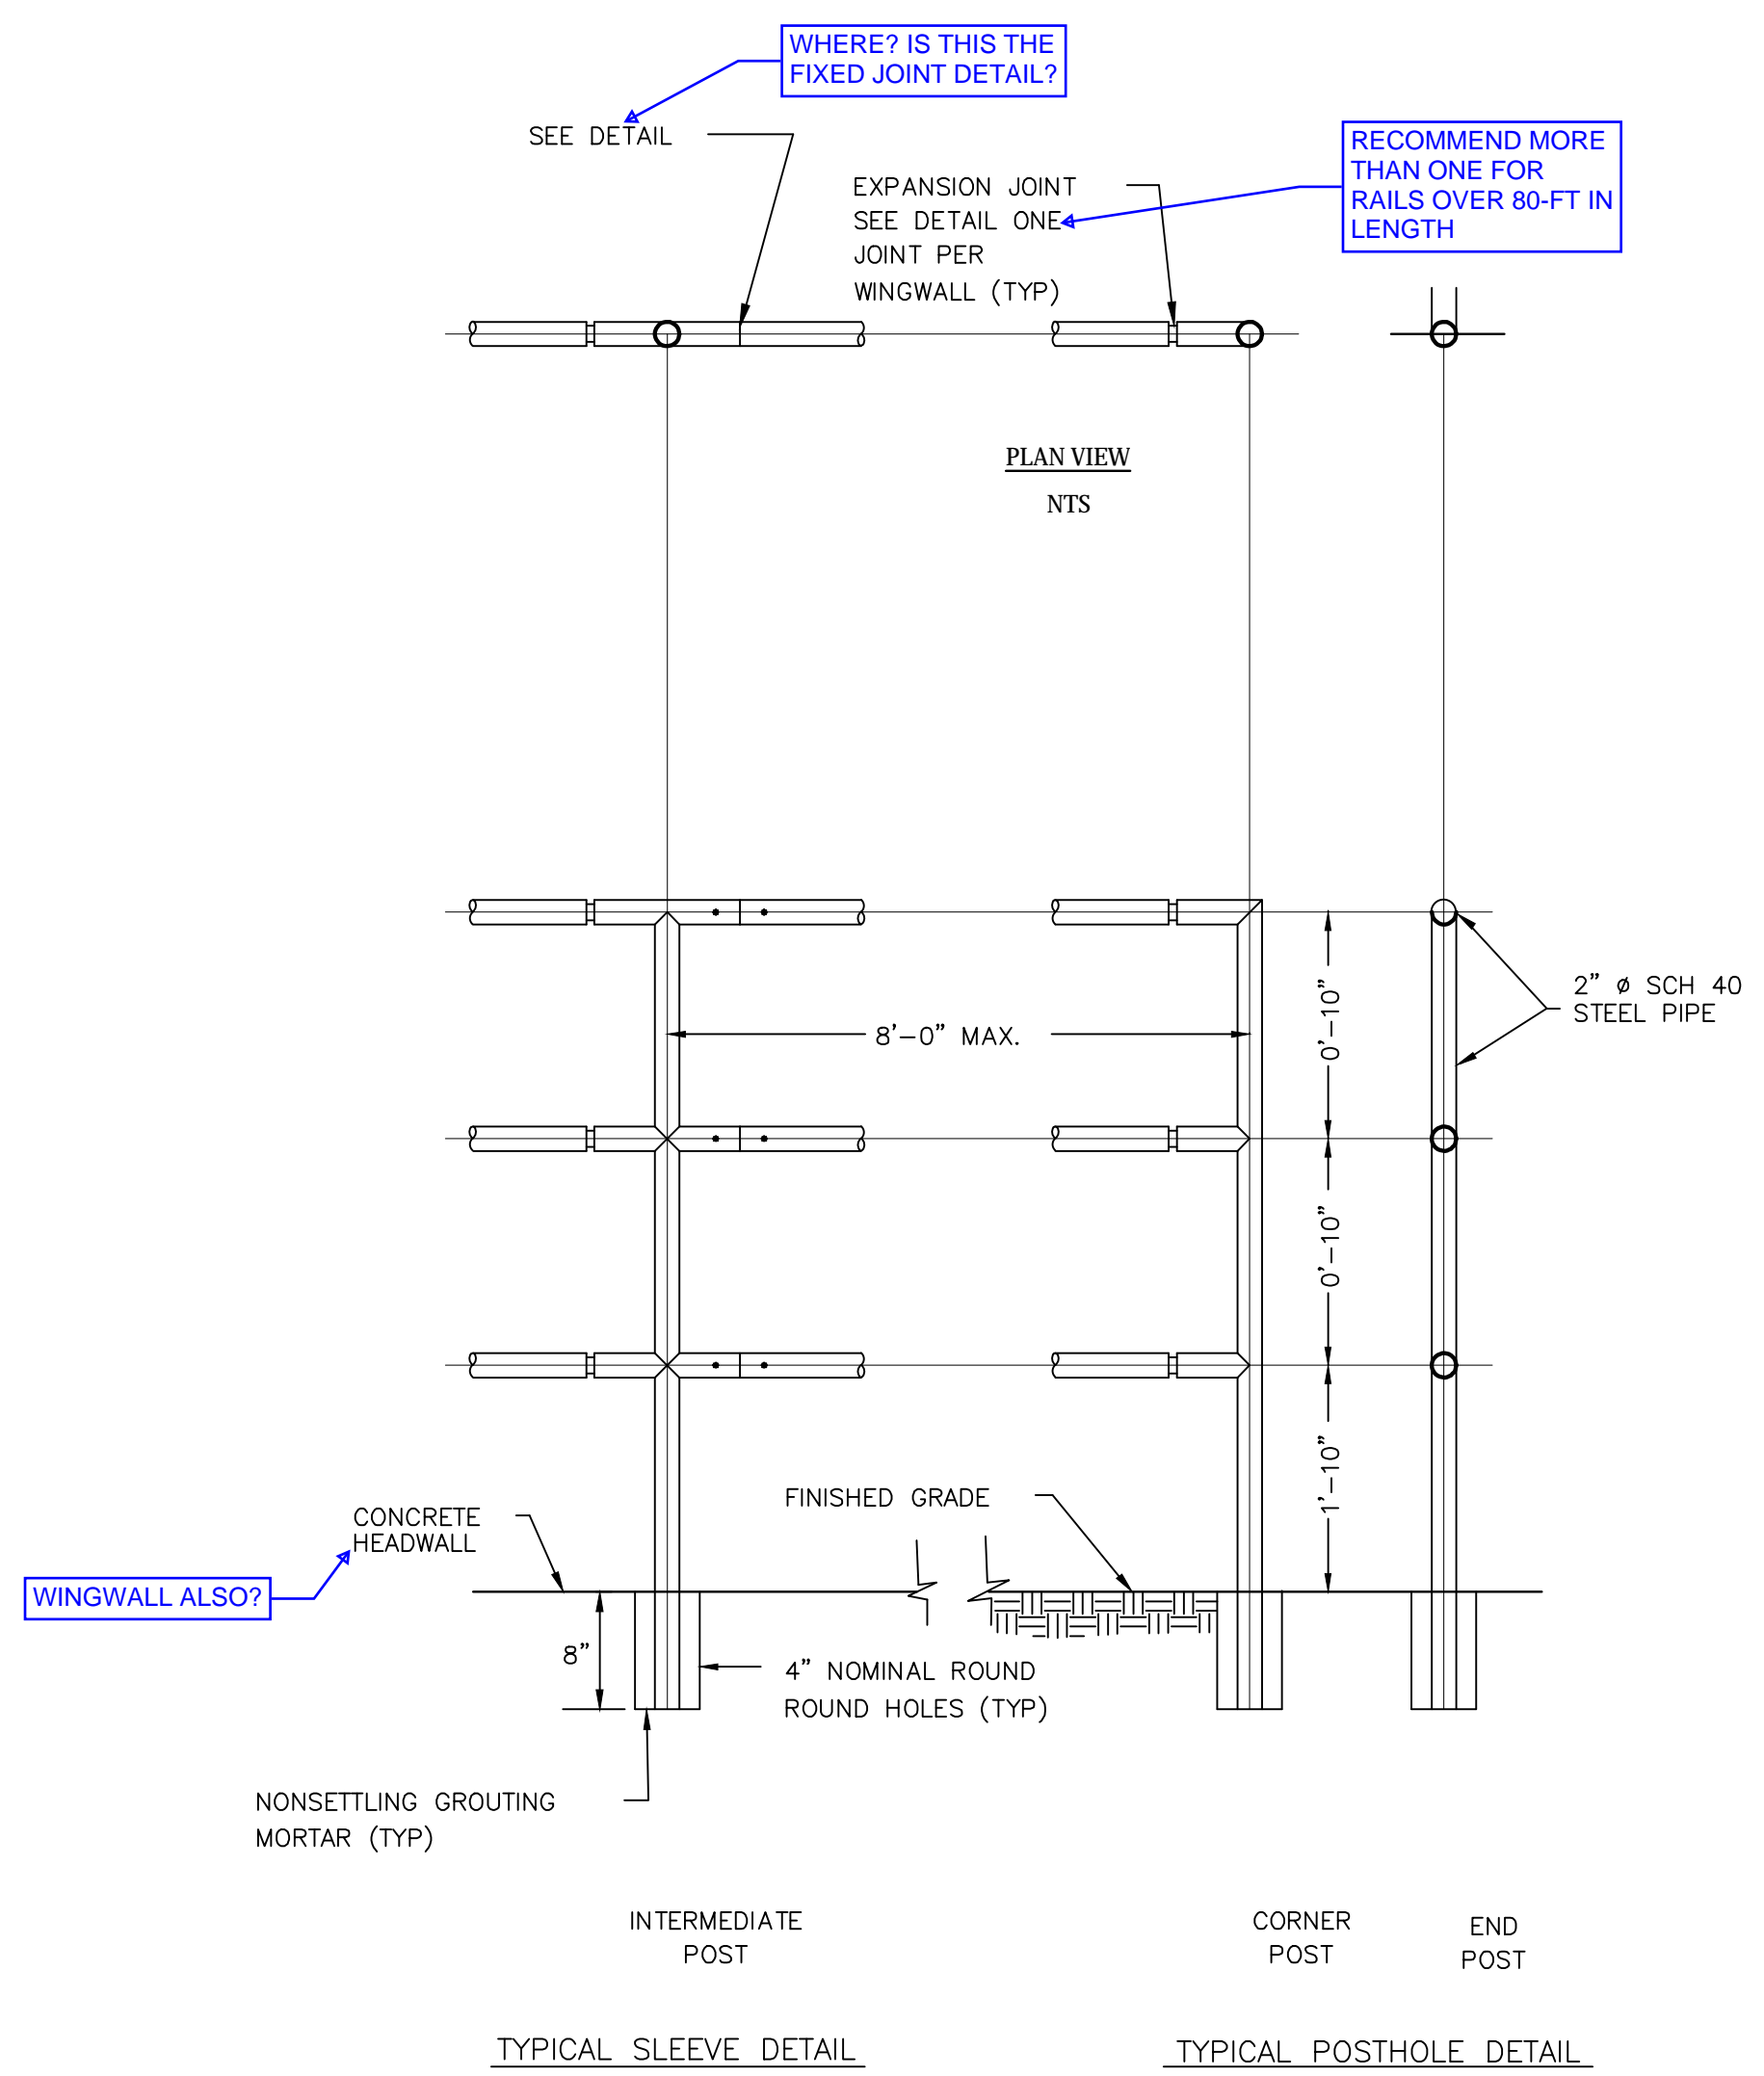 WHERE? IS THIS THE
FIXED JOINT DETAIL?
SEE DETAIL
RECOMMEND MORE
THAN ONE FOR
RAILS OVER 80-FT IN
LENGTH
EXPANSION JOINT
SEE DETAIL ONE
JOINT PER
WINGWALL (TYP)
PLAN VIEW
NTS
2" ø SCH 40
STEEL PIPE
8'-0" MAX.
0'-10"
0'-10"
1'-10"
FINISHED GRADE
CONCRETE
HEADWALL
WINGWALL ALSO?
8"
4" NOMINAL ROUND
ROUND HOLES (TYP)
NONSETTLING GROUTING
MORTAR (TYP)
INTERMEDIATE
POST
CORNER
POST
END
POST
TYPICAL SLEEVE DETAIL
TYPICAL POSTHOLE DETAIL